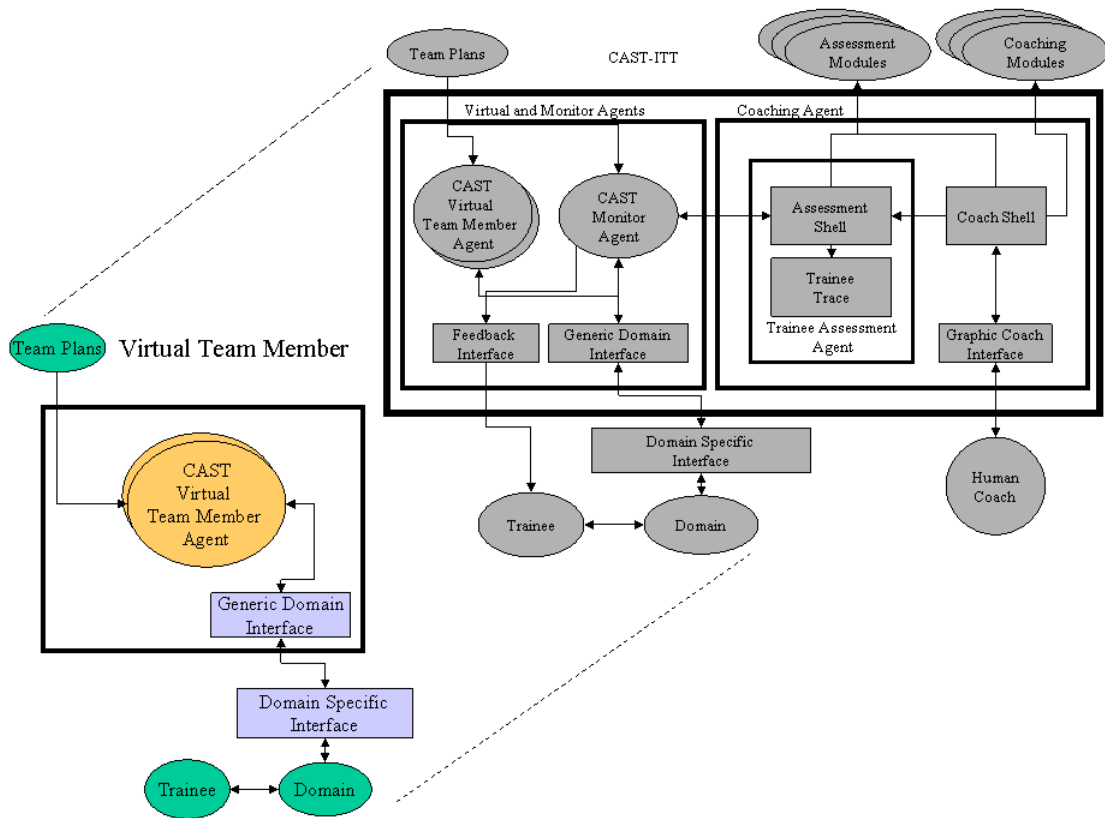 Team Plans
CAST-ITT
Assessment
Modules
Coaching
Modules
Virtual and Monitor Agents
Coaching Agent
CAST
Virtual
Team Member
Agent
CAST
Monitor
Agent
Assessment
Shell
Coach Shell
Trainee
Trace
Trainee Assessment
Agent
Feedback
Interface
Generic Domain
Interface
Graphic Coach
Interface
Domain Specific
Interface
Trainee
Domain
Human
Coach
Team Plans
Virtual Team Member
CAST
Virtual
Team Member
Agent
Generic Domain
Interface
Domain Specific
Interface
Trainee
Domain